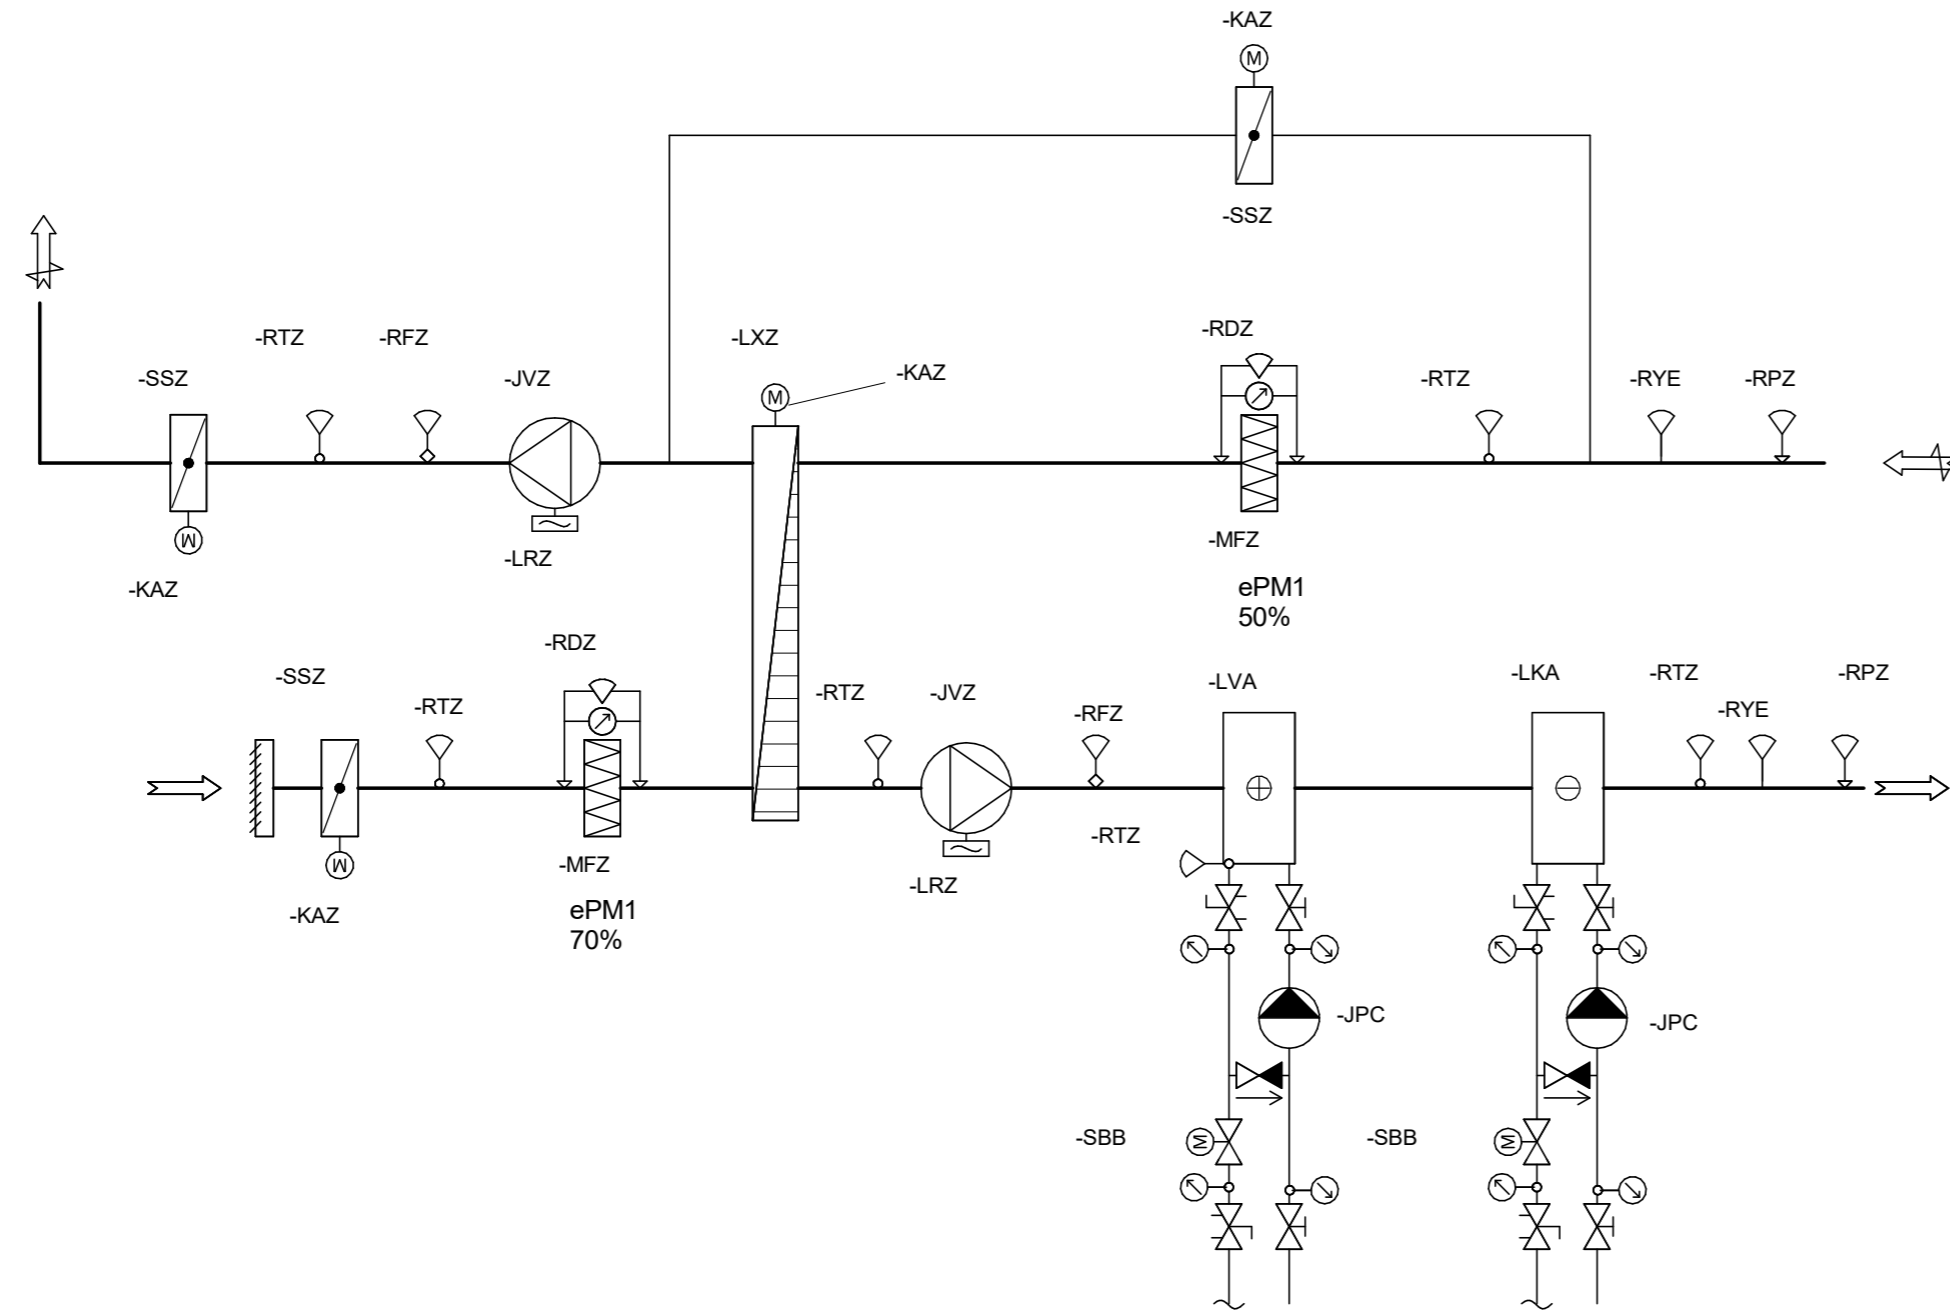 -KAZ
M
-SSZ
-RTZ
-RFZ
-LXZ
-RDZ
-SSZ
-JVZ
M
-KAZ
-RTZ
-RYE
-RPZ
M
-LRZ
-MFZ
-KAZ
ePM1
50%
-RDZ
-SSZ
-RTZ
-RTZ
-JVZ
-LVA
-LKA
-RTZ
-RPZ
-RFZ
-RYE
-RTZ
M
-MFZ
-LRZ
-KAZ
ePM1
70%
-JPC
-JPC
-SBB
M
-SBB
M